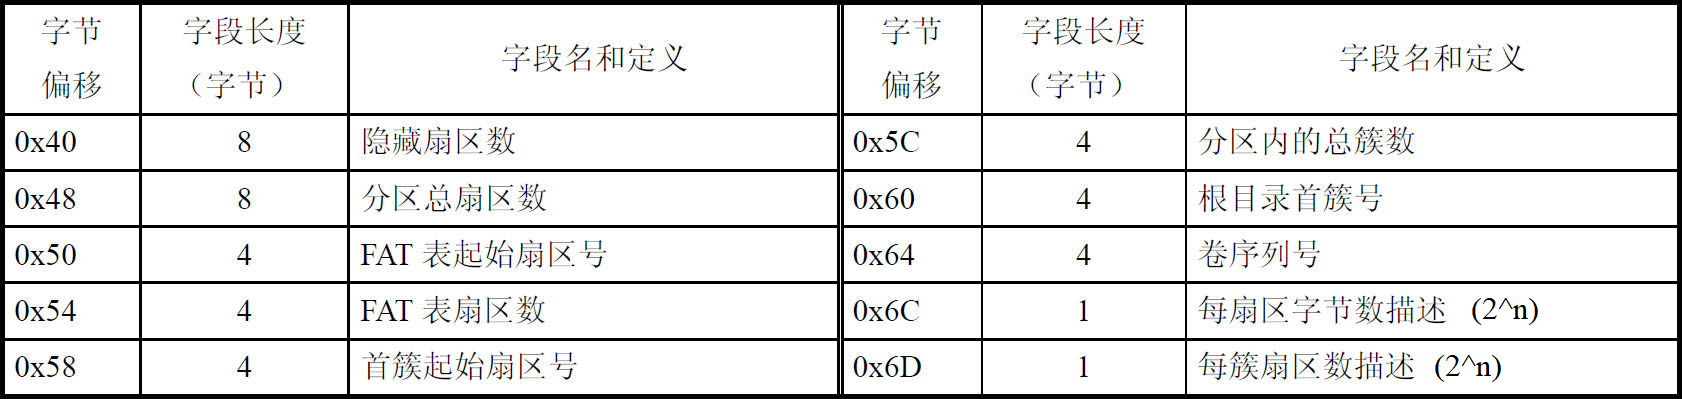 字节偏移 字段长度（字节） 字段名和定义 字节偏移 字段长度（字节） 字段名和定义
0x40 8 隐藏扇区数 0x5C 4 分区内的总簇数
0x48 8 分区总扇区数 0x60 4 根目录首簇号
0x50 4 FAT 表起始扇区号 0x64 4 卷序列号
0x54 4 FAT 表扇区数 0x6C 1 每扇区字节数描述 (2^n)
0x58 4 首簇起始扇区号 0x6D 1 每簇扇区数描述 (2^n)